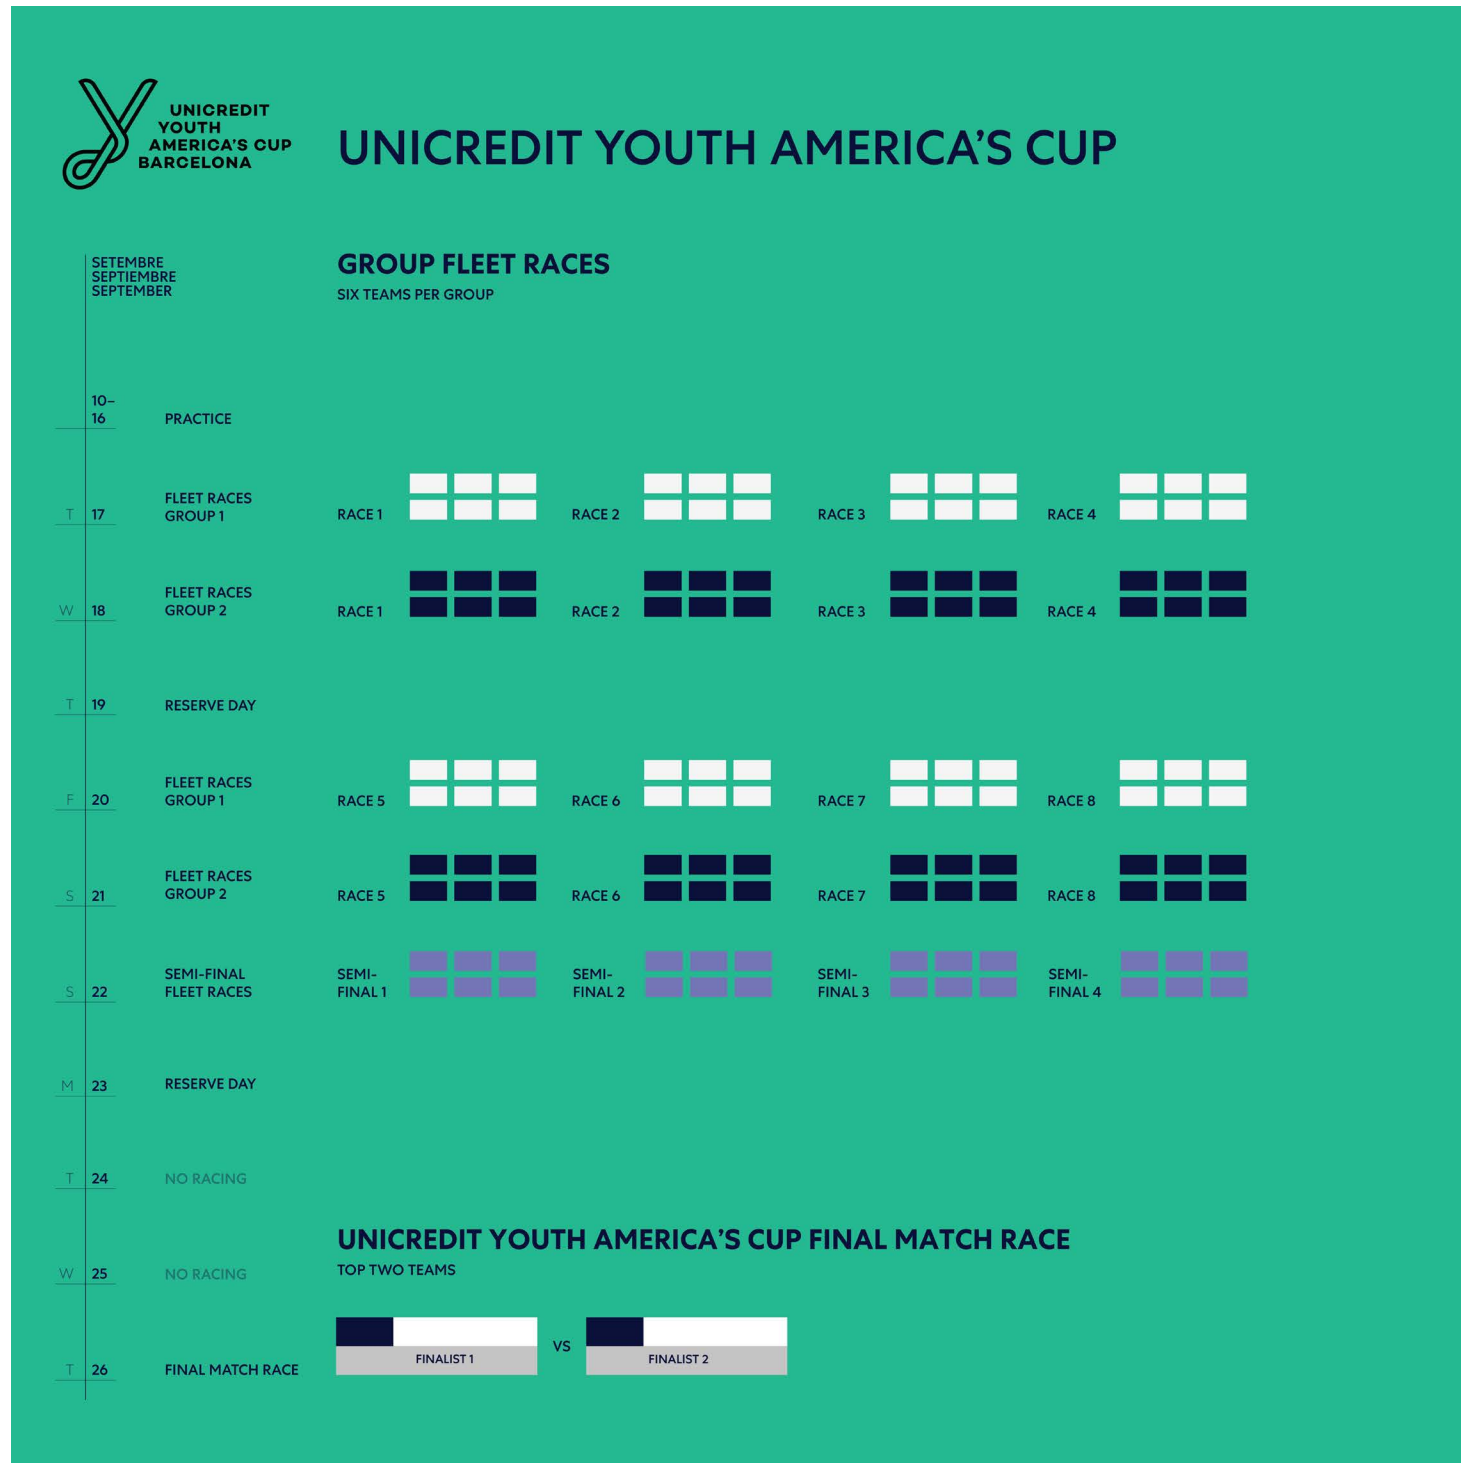 UNICREDIT
YOUTH
AMERICA'S CUP
BARCELONA
UNICREDIT YOUTH AMERICA'S CUP
SETEMBRE
SEPTIEMBRE
SEPTEMBER
GROUP FLEET RACES
SIX TEAMS PER GROUP
10–
16 PRACTICE
FLEET RACES
T 17 GROUP 1 RACE 1 RACE 2 RACE 3 RACE 4
FLEET RACES
W 18 GROUP 2 RACE 1 RACE 2 RACE 3 RACE 4
T 19 RESERVE DAY
FLEET RACES
F 20 GROUP 1 RACE 5 RACE 6 RACE 7 RACE 8
FLEET RACES
S 21 GROUP 2 RACE 5 RACE 6 RACE 7 RACE 8
SEMI-FINAL SEMI- SEMI- SEMI- SEMI-
S 22 FLEET RACES FINAL 1 FINAL 2 FINAL 3 FINAL 4
M 23 RESERVE DAY
T 24 NO RACING
UNICREDIT YOUTH AMERICA'S CUP FINAL MATCH RACE
TOP TWO TEAMS
W 25 NO RACING
VS
FINALIST 1 FINALIST 2
T 26 FINAL MATCH RACE